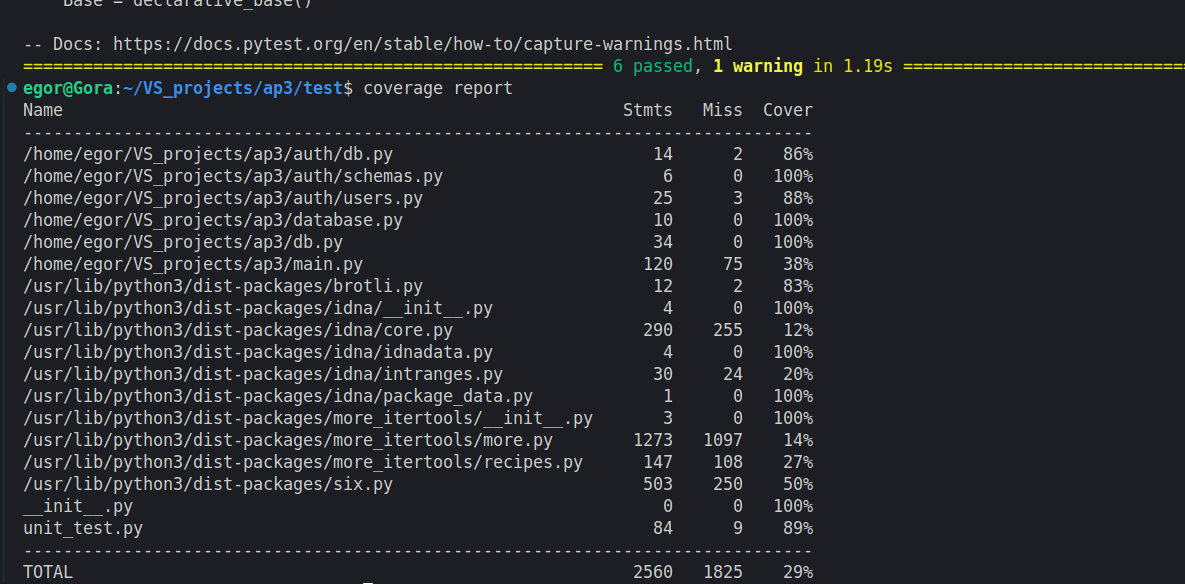 Base = declarative_base()
-- Docs: https://docs.pytest.org/en/stable/how-to/capture-warnings.html
========================================================== 6 passed, 1 warning in 1.19s =============================
egor@Gora:~/VS_projects/ap3/test$ coverage report
Name                                                        Stmts   Miss  Cover
-------------------------------------------------------------------------------
/home/egor/VS_projects/ap3/auth/db.py                          14      2    86%
/home/egor/VS_projects/ap3/auth/schemas.py                      6      0   100%
/home/egor/VS_projects/ap3/auth/users.py                       25      3    88%
/home/egor/VS_projects/ap3/database.py                         10      0   100%
/home/egor/VS_projects/ap3/db.py                               34      0   100%
/home/egor/VS_projects/ap3/main.py                            120     75    38%
/usr/lib/python3/dist-packages/brotli.py                       12      2    83%
/usr/lib/python3/dist-packages/idna/__init__.py                 4      0   100%
/usr/lib/python3/dist-packages/idna/core.py                   290    255    12%
/usr/lib/python3/dist-packages/idna/idnadata.py                 4      0   100%
/usr/lib/python3/dist-packages/idna/intranges.py               30     24    20%
/usr/lib/python3/dist-packages/idna/package_data.py             1      0   100%
/usr/lib/python3/dist-packages/more_itertools/__init__.py       3      0   100%
/usr/lib/python3/dist-packages/more_itertools/more.py        1273   1097    14%
/usr/lib/python3/dist-packages/more_itertools/recipes.py      147    108    27%
/usr/lib/python3/dist-packages/six.py                         503    250    50%
__init__.py                                                     0      0   100%
unit_test.py                                                   84      9    89%
-------------------------------------------------------------------------------
TOTAL                                                        2560   1825    29%